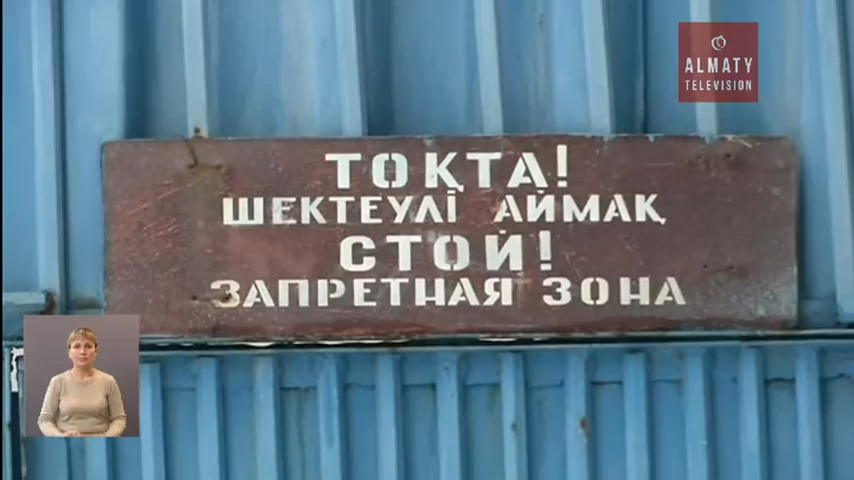 ALMATY
TELEVISION
ТОҚТА!
ШЕКТЕУЛІ АЙМАҚ
СТОЙ!
ЗАПРЕТНАЯ ЗОНА